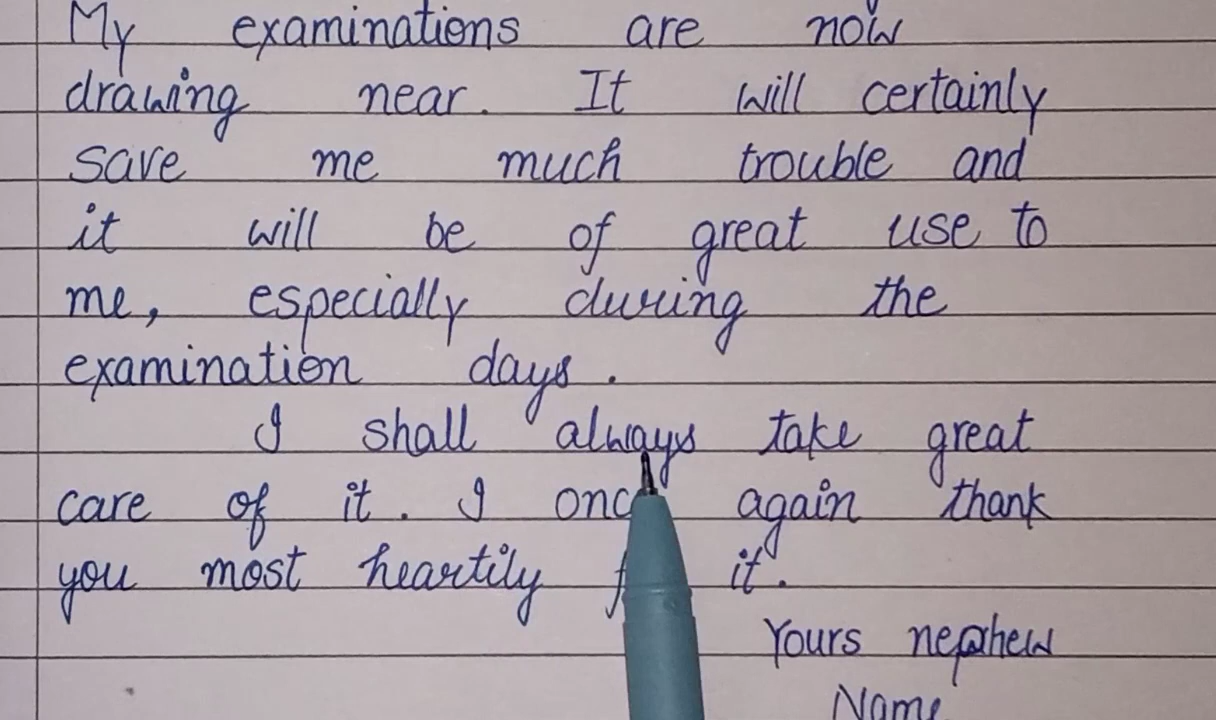 My examinations are now
drawing near. It will certainly
save me much trouble and
it will be of great use to
me, especially during the
examination days.
I shall always take great
care of it. I again thank
you most heartily it.
Yours nephew
Name